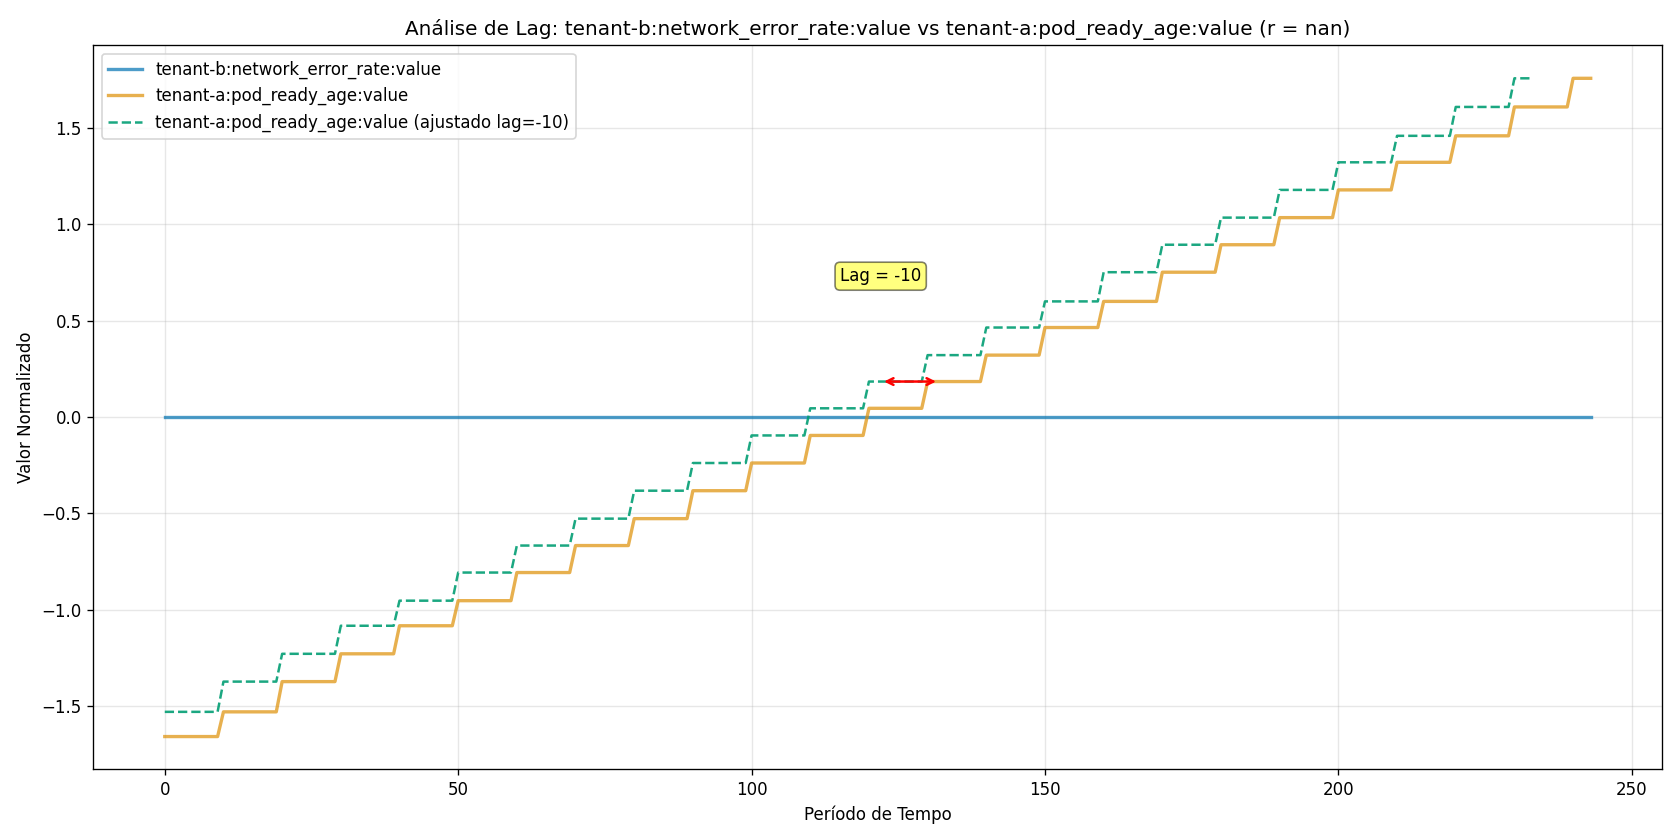 Análise de Lag: tenant-b:network_error_rate:value vs tenant-a:pod_ready_age:value (r = nan)
tenant-b:network_error_rate:value
tenant-a:pod_ready_age:value
tenant-a:pod_ready_age:value (ajustado lag=-10)
Lag = -10
Valor Normalizado
1.5
1.0
0.5
0.0
−0.5
−1.0
−1.5
0
50
100
150
200
250
Período de Tempo